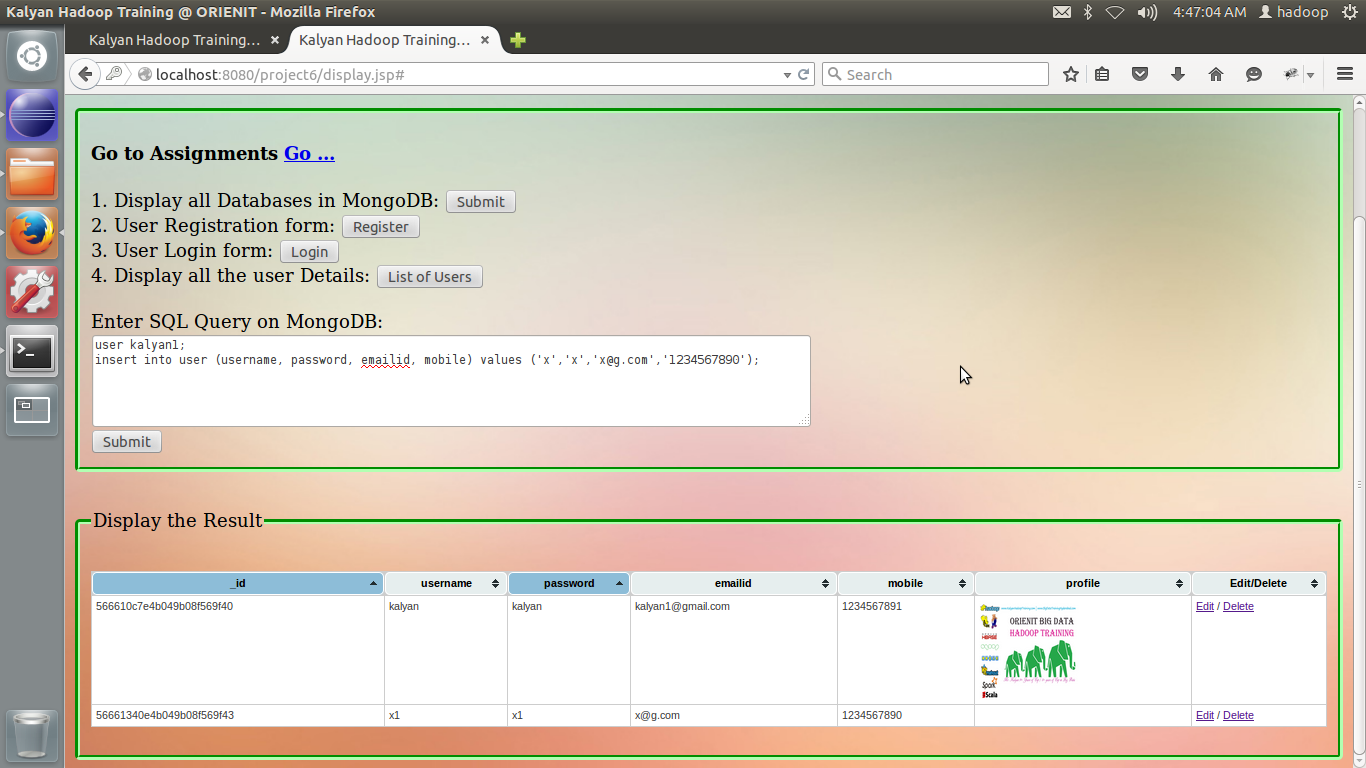 Kalyan Hadoop Training @ ORIENIT - Mozilla Firefox
4:47:04 AM
hadoop
Kalyan Hadoop Training...
Kalyan Hadoop Training...
localhost:8080/project6/display.jsp#
Search
Go to Assignments Go ...
1. Display all Databases in MongoDB: Submit
2. User Registration form: Register
3. User Login form: Login
4. Display all the user Details: List of Users
Enter SQL Query on MongoDB:
user kalyan1;
insert into user (username, password, emailid, mobile) values ('x','x','x@g.com','1234567890');
Submit
Display the Result
_id username password emailid mobile profile Edit/Delete
566610c7e4b049b08f569f40 kalyan kalyan kalyan1@gmail.com 1234567891 Edit / Delete
ORIENIT BIG DATA
HADOOP TRAINING
Spark
Scala
56661340e4b049b08f569f43 x1 x1 x@g.com 1234567890 Edit / Delete